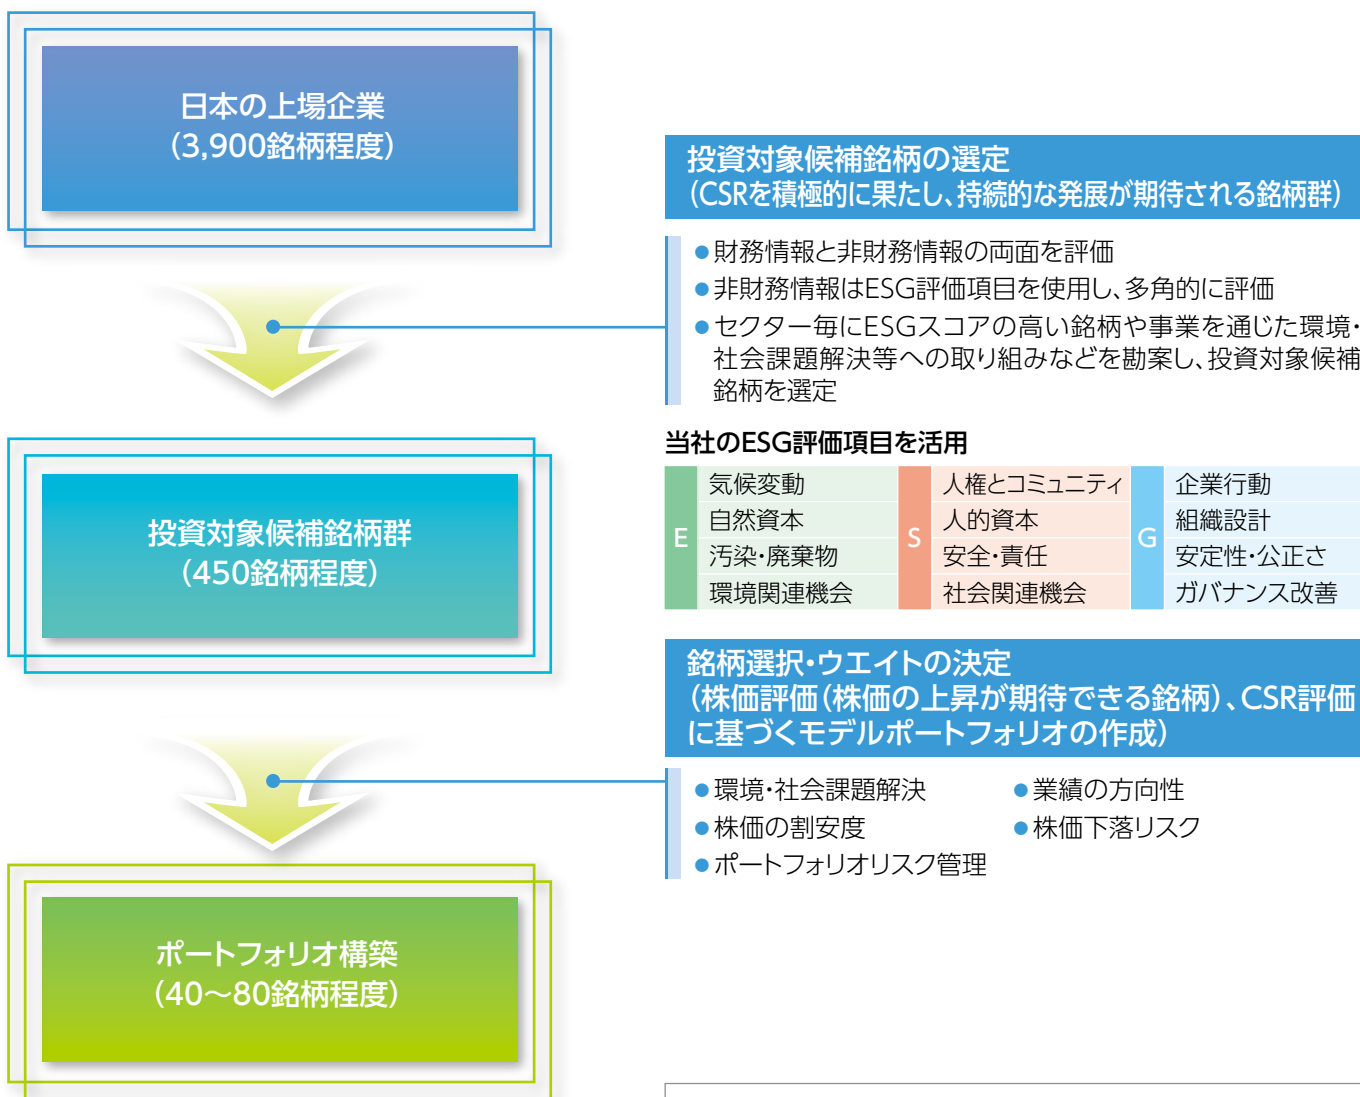 日本の上場企業
（3,900銘柄程度）
投資対象候補銘柄の選定
（CSRを積極的に果たし、持続的な発展が期待される銘柄群）
●財務情報と非財務情報の両面を評価
●非財務情報はESG評価項目を使用し、多角的に評価
●セクター毎にESGスコアの高い銘柄や事業を通じた環境・
社会課題解決等への取り組みなどを勘案し、投資対象候補
銘柄を選定
当社のESG評価項目を活用
E
気候変動
自然資本
汚染・廃棄物
環境関連機会
S
人権とコミュニティ
人的資本
安全・責任
社会関連機会
G
企業行動
組織設計
安定性・公正さ
ガバナンス改善
投資対象候補銘柄群
（450銘柄程度）
銘柄選択・ウエイトの決定
（株価評価（株価の上昇が期待できる銘柄）、CSR評価
に基づくモデルポートフォリオの作成）
●環境・社会課題解決
●業績の方向性
●株価の割安度
●株価下落リスク
●ポートフォリオリスク管理
ポートフォリオ構築
（40〜80銘柄程度）